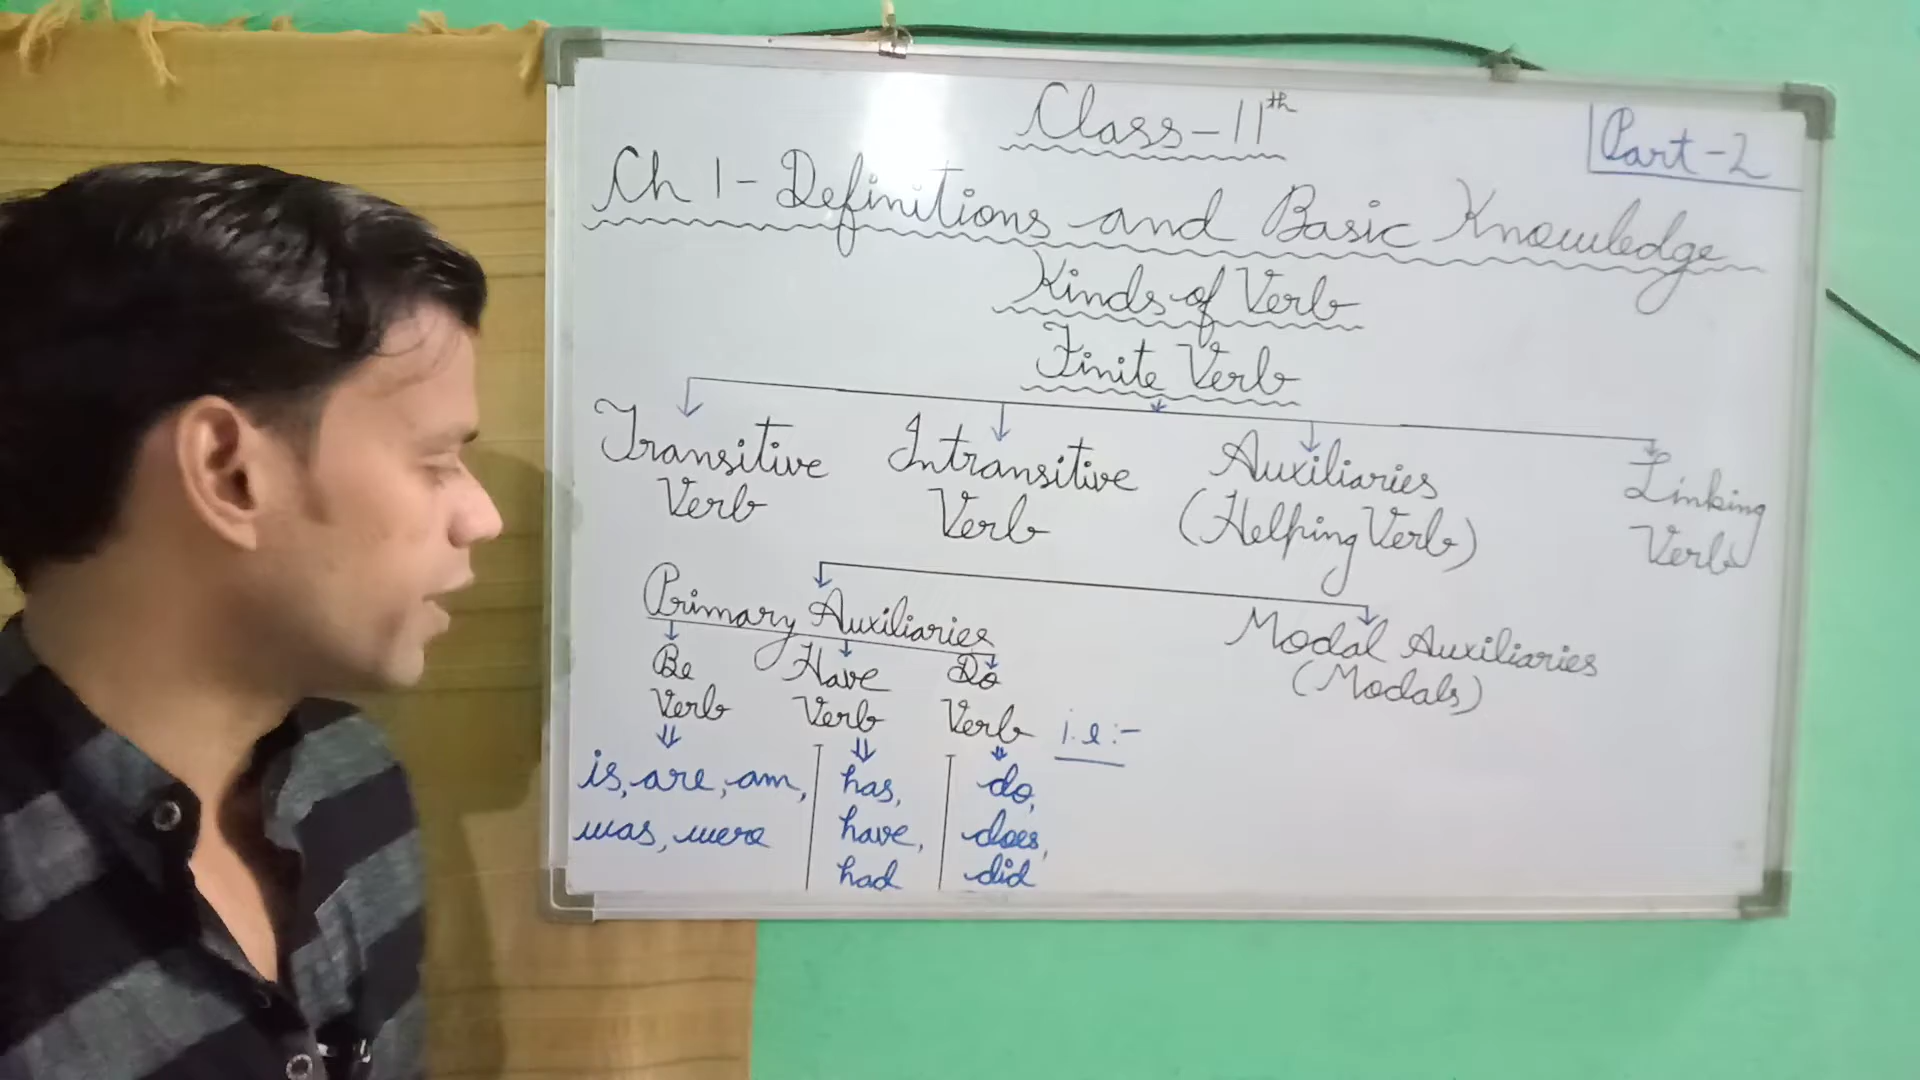 Class-11th
Part-2
Ch 1- Definitions and Basic Knowledge
Kinds of Verb
Finite Verb
Transitive Verb
Intransitive Verb
Auxiliaries (Helping Verb)
Linking Verb
Primary Auxiliaries
Modal Auxiliaries (Modals)
Be Verb
Have Verb
Do Verb
i.e:-
is, are, am,
was, were
has,
have,
had
do,
does,
did